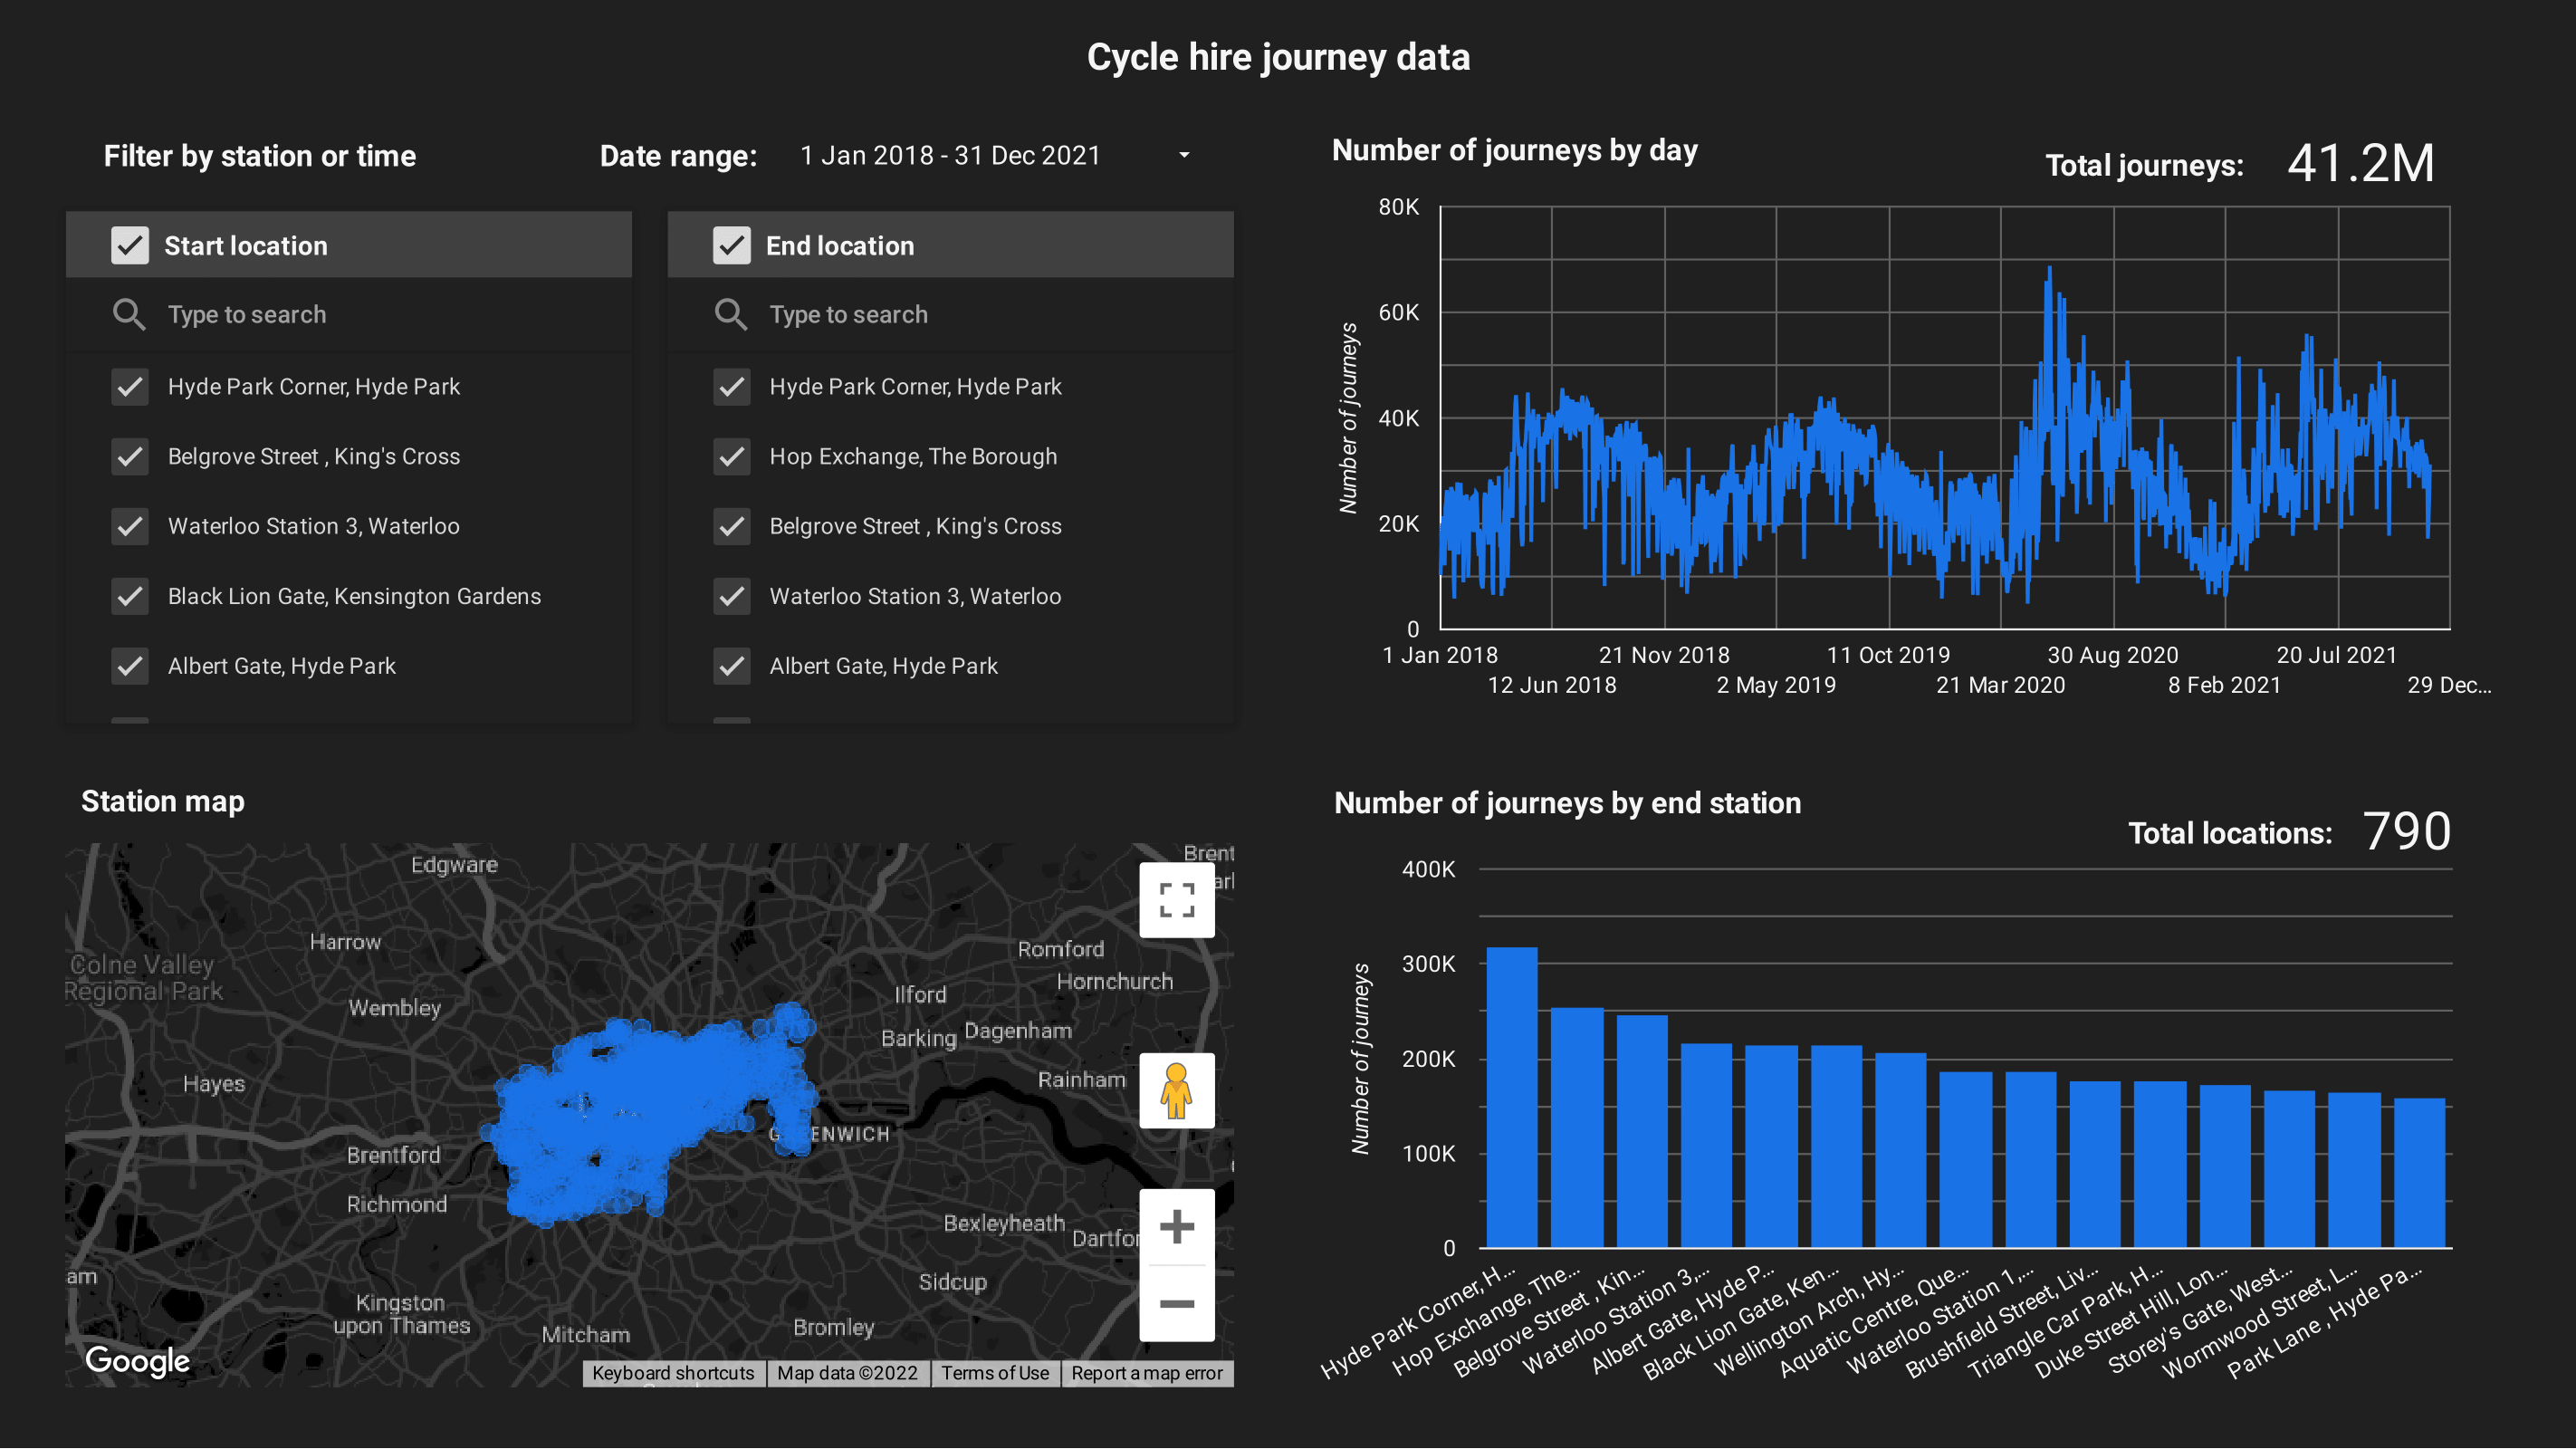 Cycle hire journey data
Filter by station or time
Date range:
1 Jan 2018 - 31 Dec 2021
Start location
Type to search
Hyde Park Corner, Hyde Park
Belgrove Street , King's Cross
Waterloo Station 3, Waterloo
Black Lion Gate, Kensington Gardens
Albert Gate, Hyde Park
End location
Type to search
Hyde Park Corner, Hyde Park
Hop Exchange, The Borough
Belgrove Street , King's Cross
Waterloo Station 3, Waterloo
Albert Gate, Hyde Park
Number of journeys by day
Total journeys:
41.2M
Number of journeys
80K
60K
40K
20K
0
1 Jan 2018
12 Jun 2018
21 Nov 2018
2 May 2019
11 Oct 2019
21 Mar 2020
30 Aug 2020
8 Feb 2021
20 Jul 2021
29 Dec...
Station map
Edgware
Brent
Harrow
Romford
Colne Valley
Regional Park
Hornchurch
Wembley
Ilford
Barking
Dagenham
Hayes
Rainham
ENWICH
Brentford
Richmond
Bexleyheath
Dartfor
am
Sidcup
Kingston
upon Thames
Mitcham
Bromley
Google
Keyboard shortcuts
Map data ©2022
Terms of Use
Report a map error
Number of journeys by end station
Total locations:
790
Number of journeys
400K
300K
200K
100K
0
Hyde Park Corner, H...
Hop Exchange, The...
Belgrove Street , Kin...
Waterloo Station 3,...
Albert Gate, Hyde P...
Black Lion Gate, Ken...
Wellington Arch, Hy...
Aquatic Centre, Que...
Waterloo Station 1,...
Brushfield Street, Liv...
Triangle Car Park, H...
Duke Street Hill, Lon...
Storey's Gate, West...
Wormwood Street, L...
Park Lane , Hyde Pa...